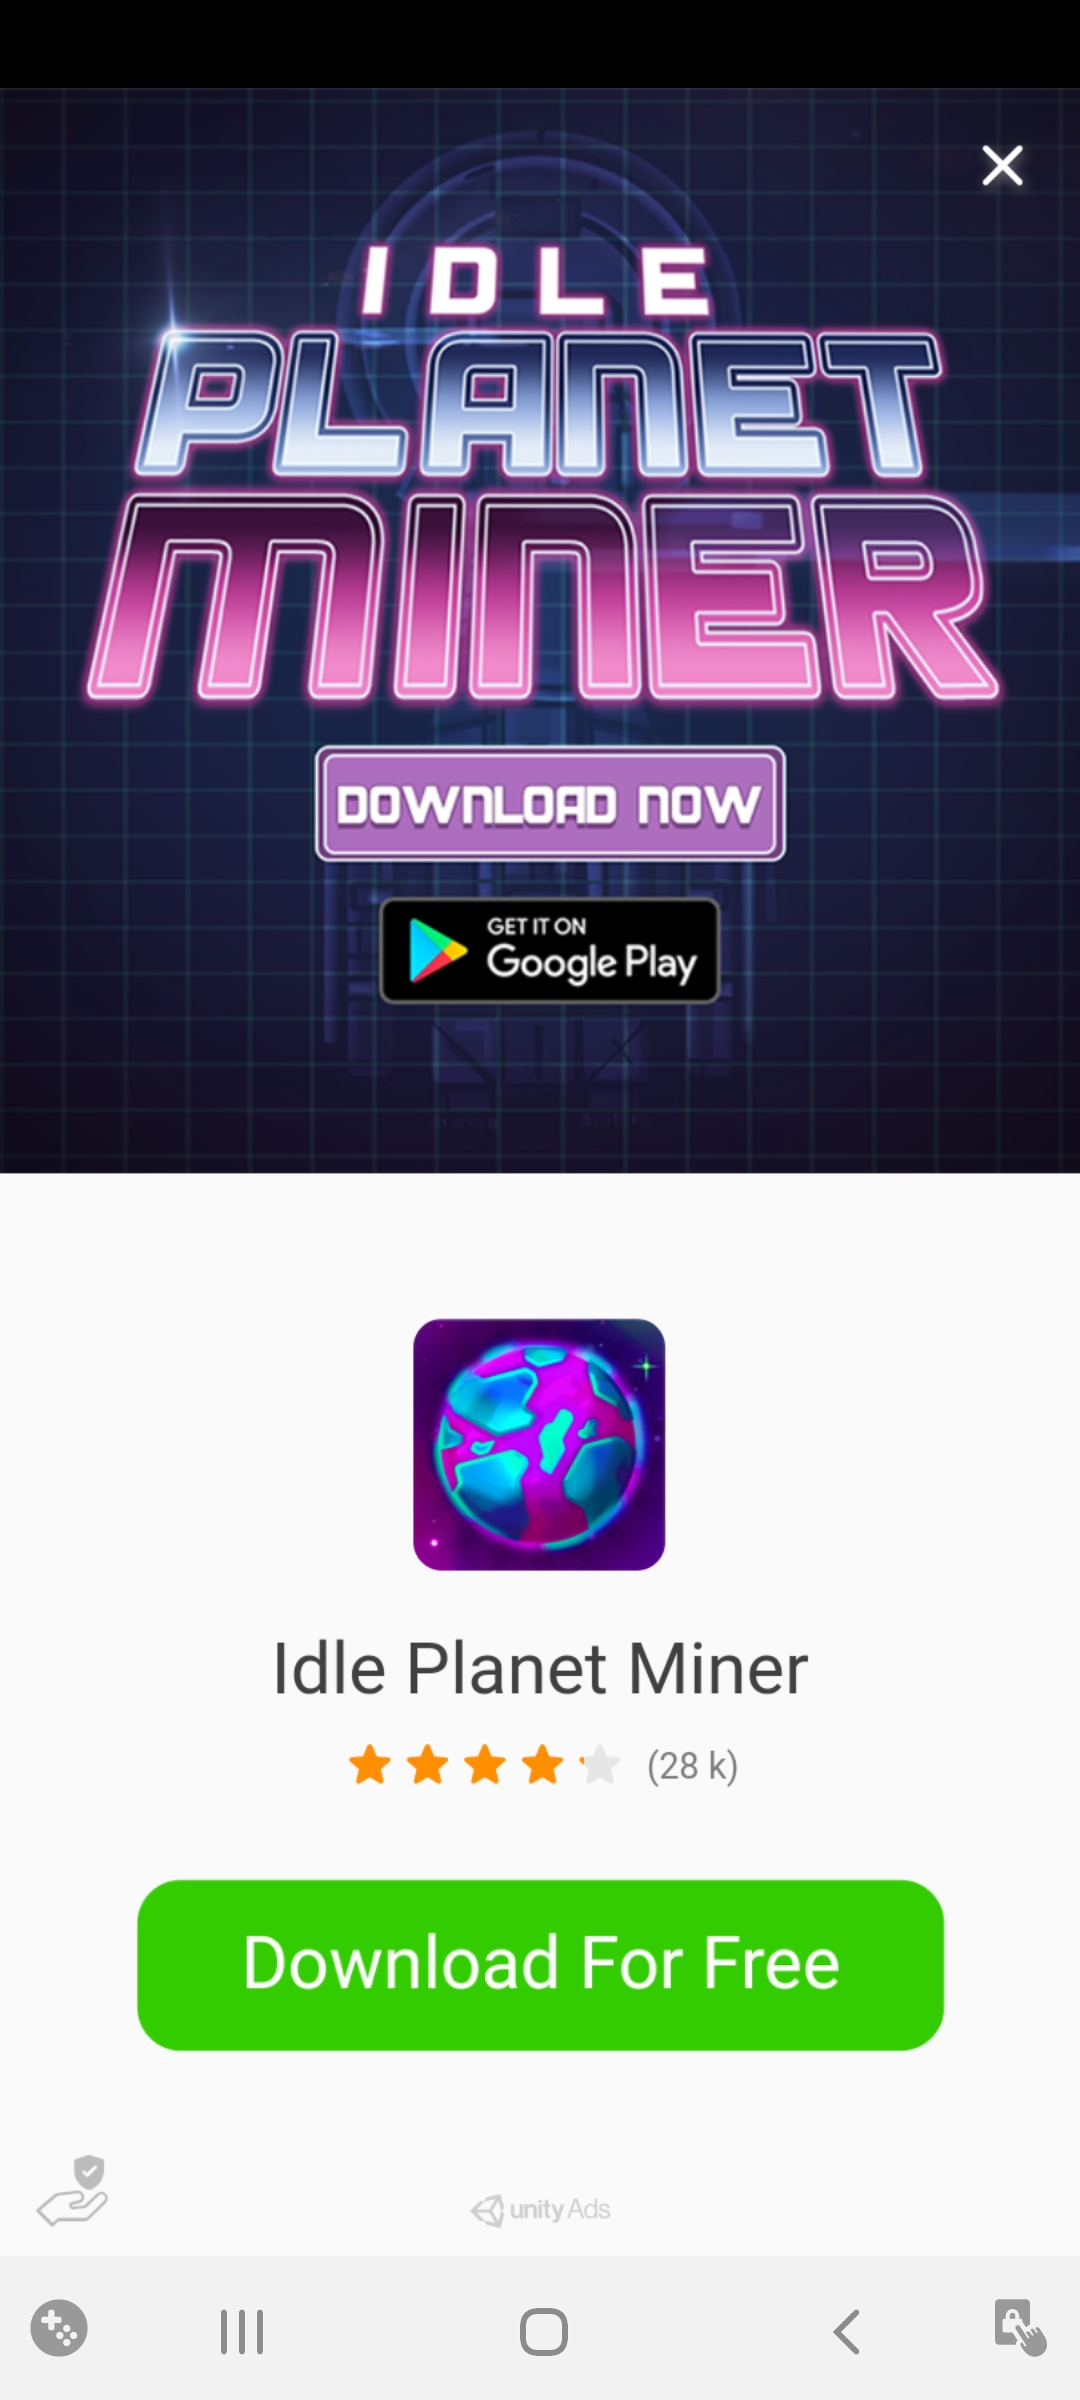 IDLE
PLANET
MINER
DOWNLOAD NOW
GET IT ON
Google Play
Idle Planet Miner
(28 k)
Download For Free
unity Ads